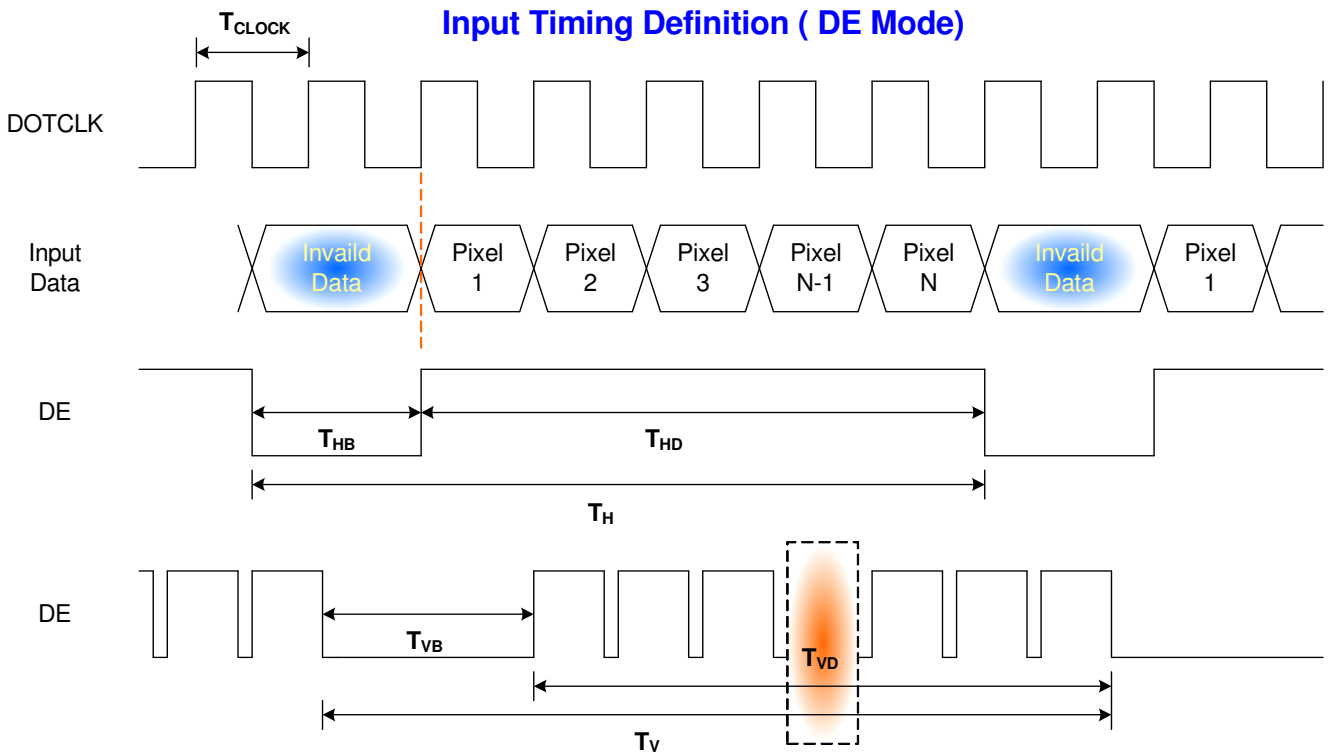 Input Timing Definition ( DE Mode)
TCLOCK
DOTCLK
Input
Data
Invaild
Data
Pixel
1
Pixel
2
Pixel
3
Pixel
N-1
Pixel
N
Invaild
Data
Pixel
1
DE
THB
THD
TH
DE
TVB
TVD
TV